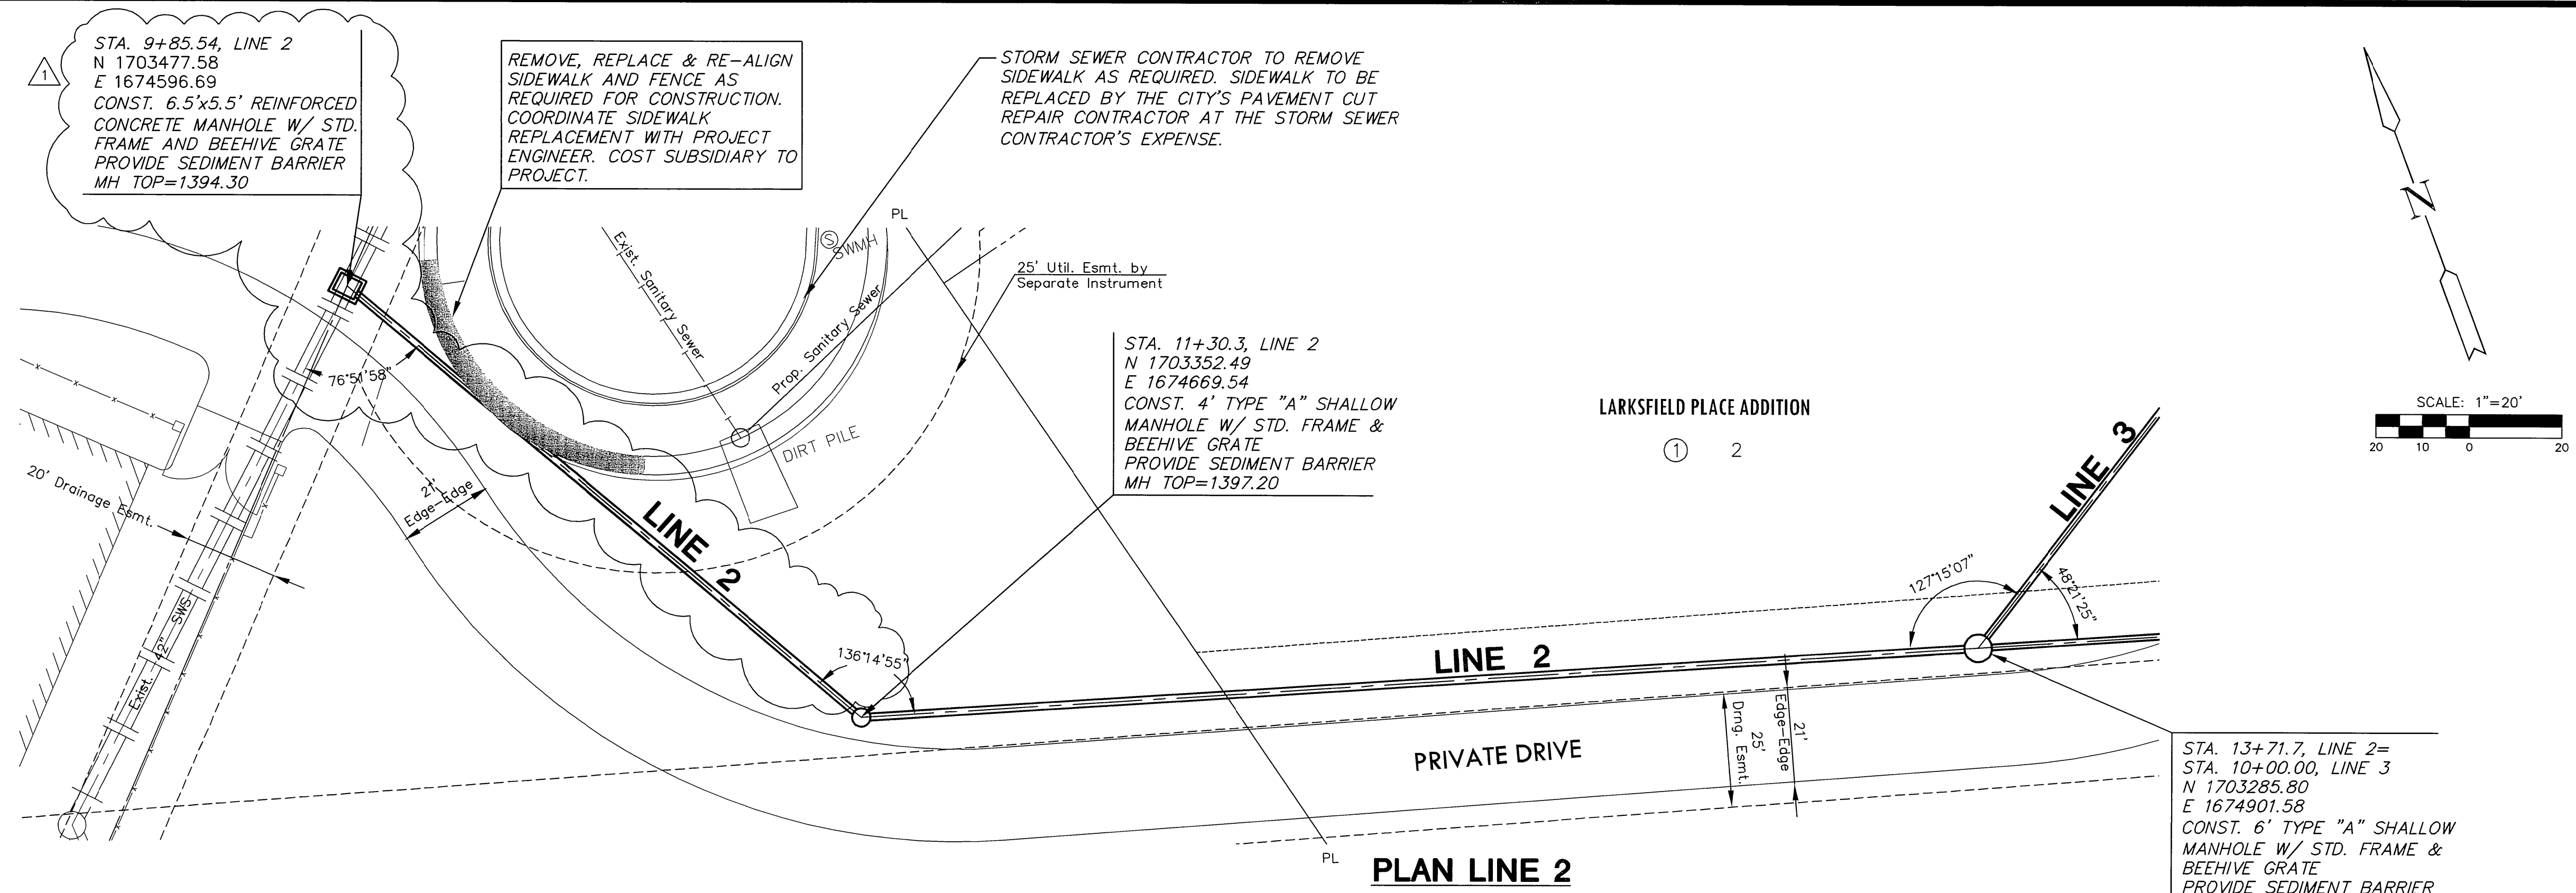 1
STA. 9+85.54, LINE 2
N 1703477.58
E 1674596.69
CONST. 6.5'x5.5' REINFORCED
CONCRETE MANHOLE W/ STD.
FRAME AND BEEHIVE GRATE
PROVIDE SEDIMENT BARRIER
MH TOP=1394.30
REMOVE, REPLACE & RE-ALIGN
SIDEWALK AND FENCE AS
REQUIRED FOR CONSTRUCTION.
COORDINATE SIDEWALK
REPLACEMENT WITH PROJECT
ENGINEER. COST SUBSIDIARY TO
PROJECT.
STORM SEWER CONTRACTOR TO REMOVE
SIDEWALK AS REQUIRED. SIDEWALK TO BE
REPLACED BY THE CITY'S PAVEMENT CUT
REPAIR CONTRACTOR AT THE STORM SEWER
CONTRACTOR'S EXPENSE.
N
SCALE: 1"=20'
20 10 0 20
PL
S
SWMH
Exist. Sanitary Sewer
Prop. Sanitary Sewer
25' Util. Esmt. by
Separate Instrument
DIRT PILE
76°51'58"
20' Drainage Esmt.
21'
Edge-Edge
LINE 2
Exist. 42" SWS
136°14'55"
STA. 11+30.3, LINE 2
N 1703352.49
E 1674669.54
CONST. 4' TYPE "A" SHALLOW
MANHOLE W/ STD. FRAME &
BEEHIVE GRATE
PROVIDE SEDIMENT BARRIER
MH TOP=1397.20
LARKSFIELD PLACE ADDITION
1 2
LINE 3
127°15'07"
48°21'25"
LINE 2
21'
Edge-Edge
25'
Drng. Esmt.
PRIVATE DRIVE
PL
PLAN LINE 2
STA. 13+71.7, LINE 2=
STA. 10+00.00, LINE 3
N 1703285.80
E 1674901.58
CONST. 6' TYPE "A" SHALLOW
MANHOLE W/ STD. FRAME &
BEEHIVE GRATE
PROVIDE SEDIMENT BARRIER